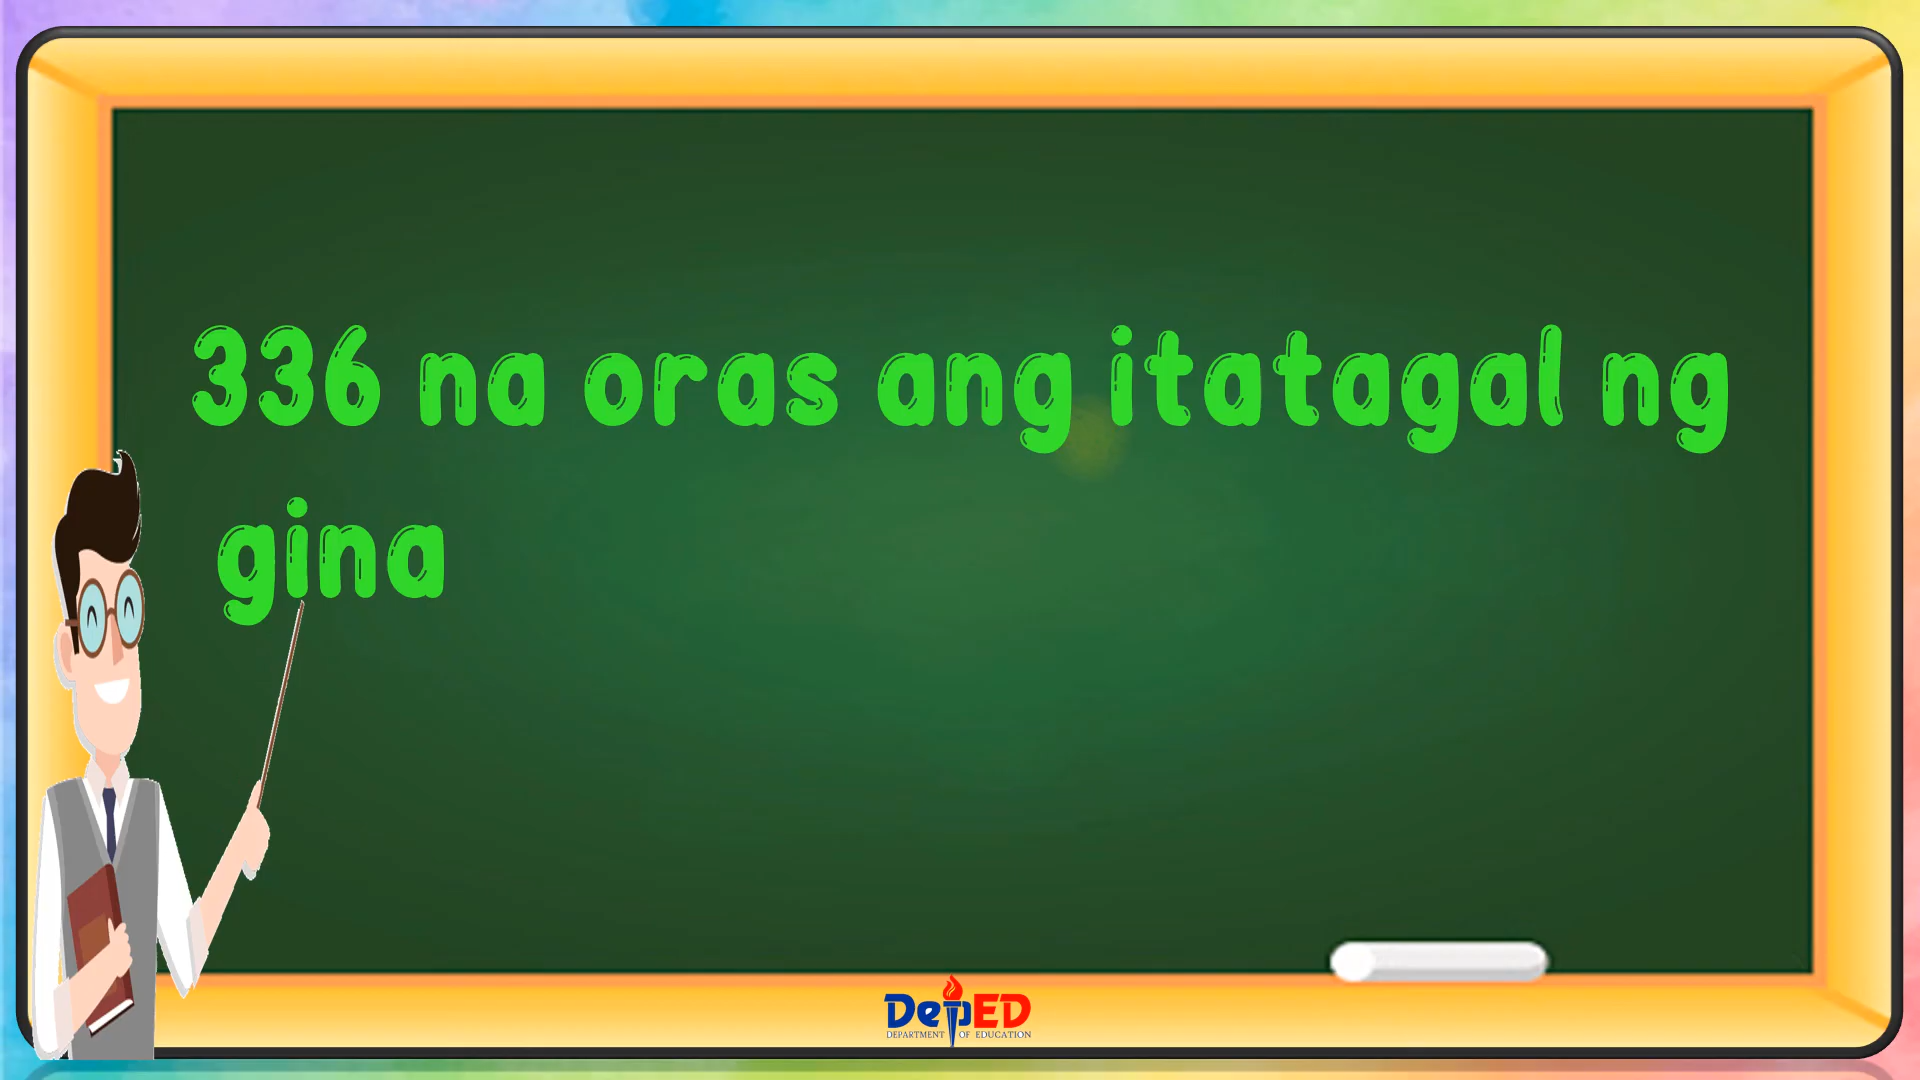 336 na oras ang itatagal ng
gina
DepED
DEPARTMENT OF EDUCATION